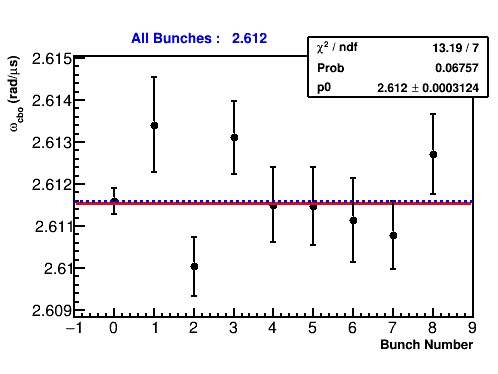 All Bunches : 2.612
χ² / ndf 13.19 / 7
Prob 0.06757
p0 2.612 ± 0.0003124
ω_cbo (rad/μs)
2.615
2.614
2.613
2.612
2.611
2.61
2.609
−1 0 1 2 3 4 5 6 7 8 9
Bunch Number